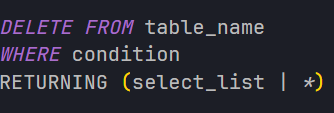 DELETE FROM table_name
WHERE condition
RETURNING (select_list | *)